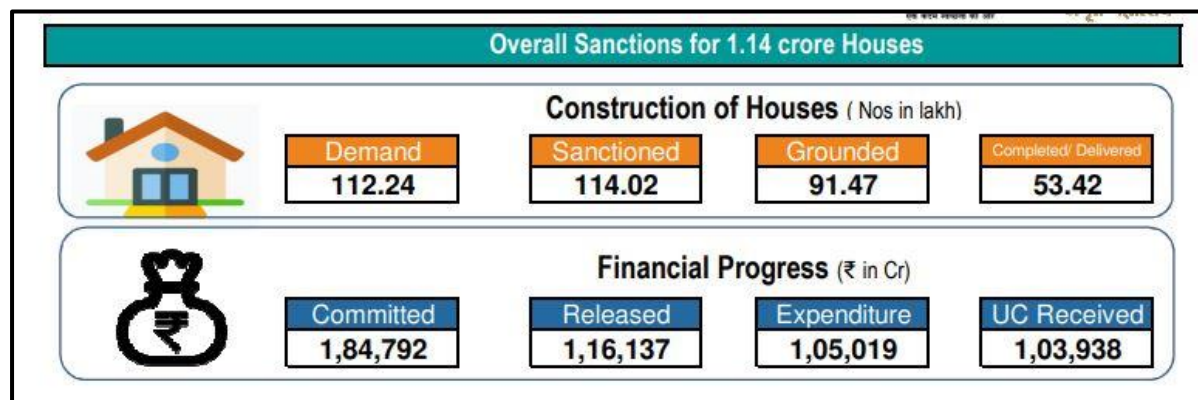 Overall Sanctions for 1.14 crore Houses
Construction of Houses ( Nos in lakh)
Demand Sanctioned Grounded Completed/ Delivered
112.24 114.02 91.47 53.42
Financial Progress (₹ in Cr)
₹
Committed Released Expenditure UC Received
1,84,792 1,16,137 1,05,019 1,03,938